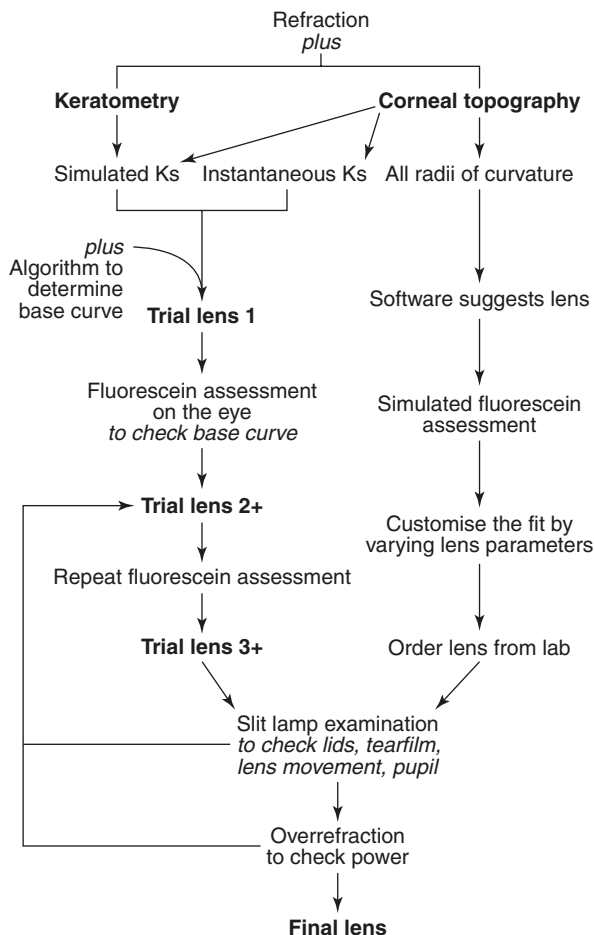 Refraction
plus
Keratometry
Corneal topography
Simulated Ks
Instantaneous Ks
All radii of curvature
plus
Algorithm to
determine
base curve
Trial lens 1
Software suggests lens
Fluorescein assessment
on the eye
to check base curve
Simulated fluorescein
assessment
Trial lens 2+
Customise the fit by
varying lens parameters
Repeat fluorescein assessment
Trial lens 3+
Order lens from lab
Slit lamp examination
to check lids, tearfilm,
lens movement, pupil
Overrefraction
to check power
Final lens